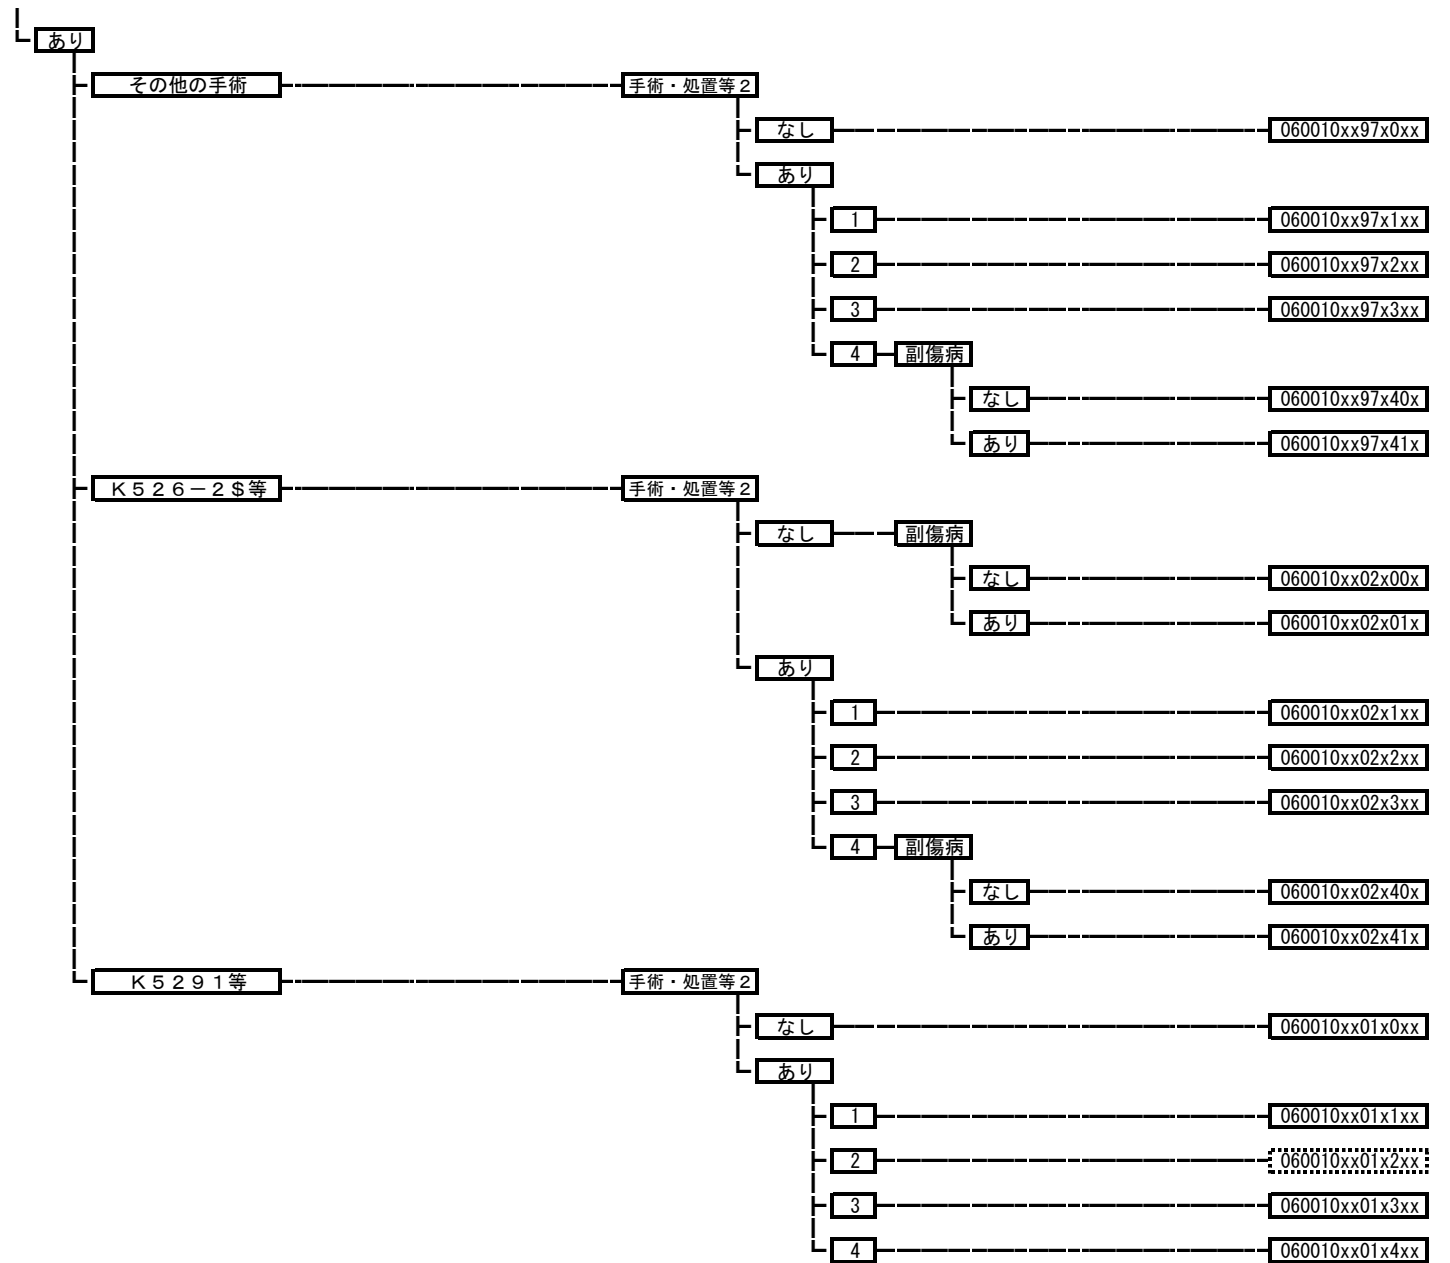 あり
その他の手術 手術・処置等２
なし 060010xx97x0xx
あり
1 060010xx97x1xx
2 060010xx97x2xx
3 060010xx97x3xx
4 副傷病
なし 060010xx97x40x
あり 060010xx97x41x
Ｋ５２６－２＄等 手術・処置等２
なし 副傷病
なし 060010xx02x00x
あり 060010xx02x01x
あり
1 060010xx02x1xx
2 060010xx02x2xx
3 060010xx02x3xx
4 副傷病
なし 060010xx02x40x
あり 060010xx02x41x
Ｋ５２９１等 手術・処置等２
なし 060010xx01x0xx
あり
1 060010xx01x1xx
2 060010xx01x2xx
3 060010xx01x3xx
4 060010xx01x4xx